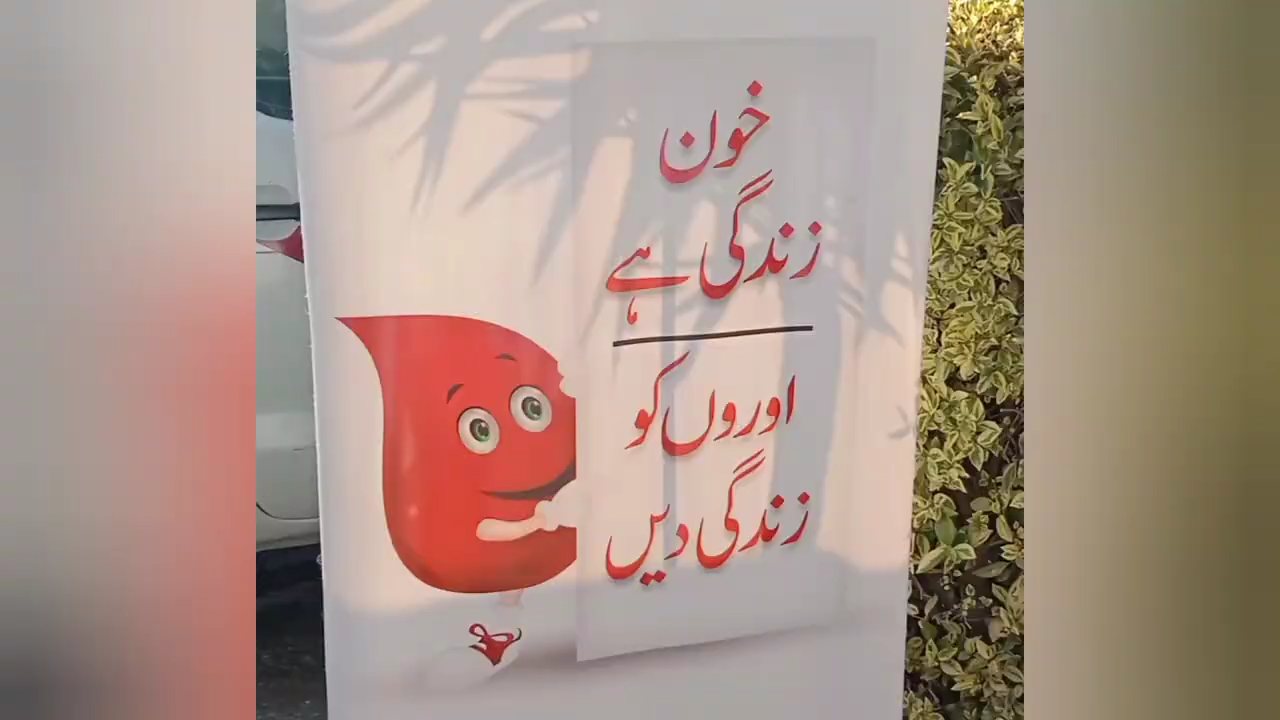 خون
زندگی ہے
اوروں کو
زندگی دیں